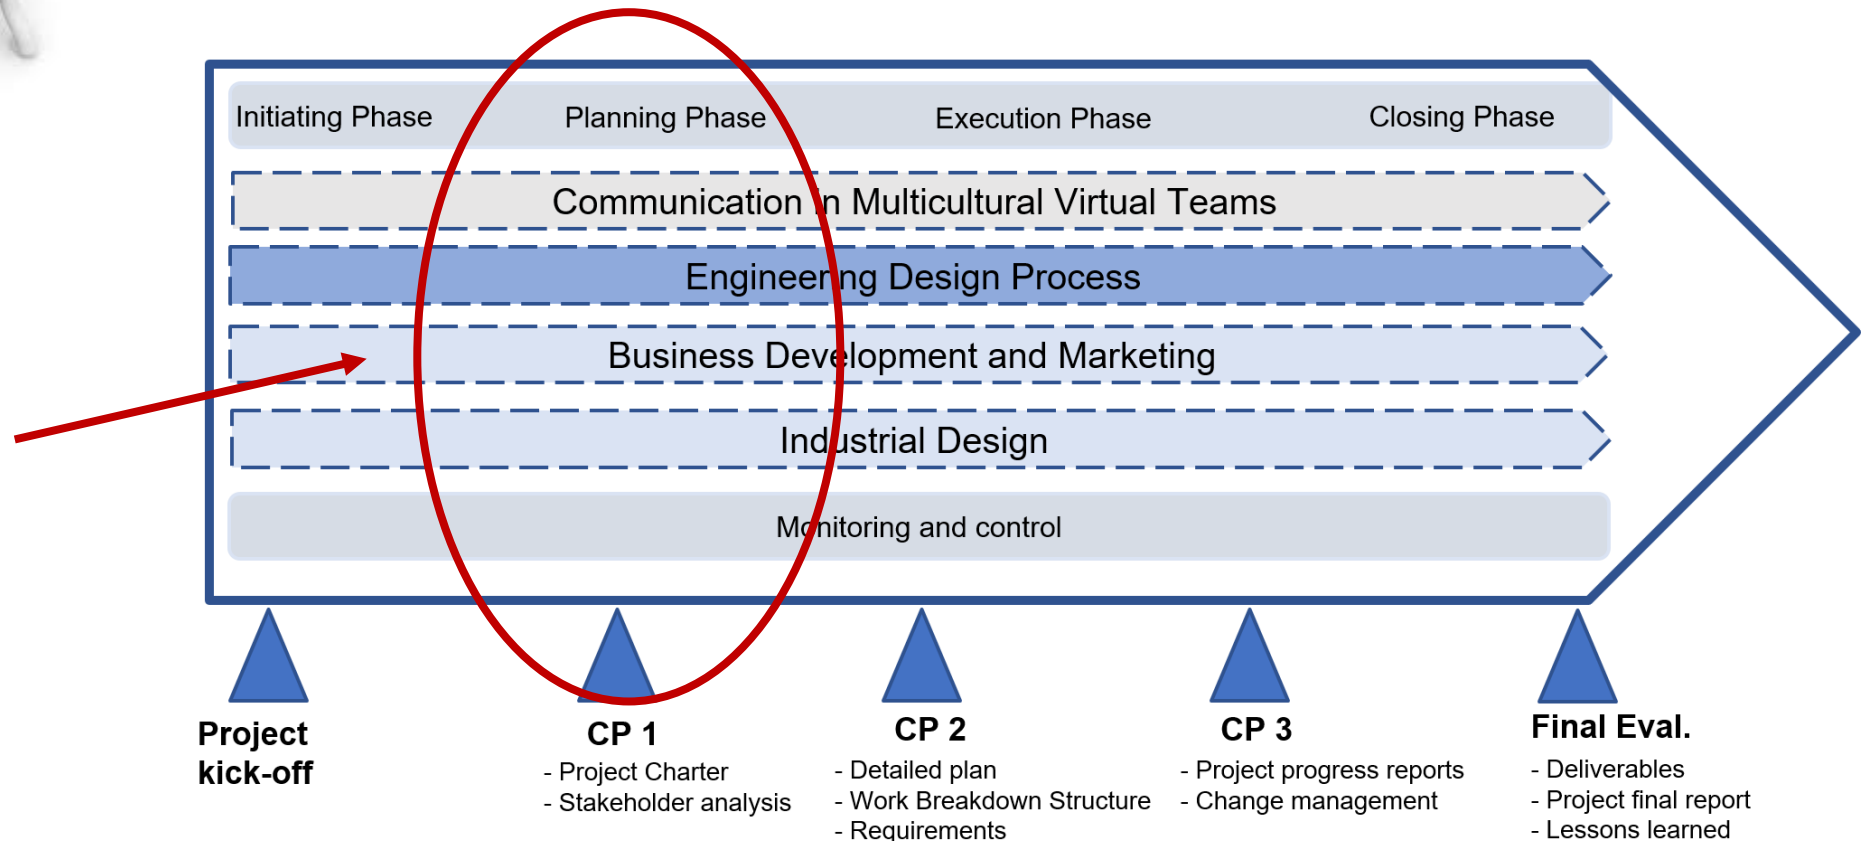 Initiating Phase
Planning Phase
Execution Phase
Closing Phase
Communication in Multicultural Virtual Teams
Engineering Design Process
Business Development and Marketing
Industrial Design
Monitoring and control
Project
kick-off
CP 1
- Project Charter
- Stakeholder analysis
CP 2
- Detailed plan
- Work Breakdown Structure
- Requirements
CP 3
- Project progress reports
- Change management
Final Eval.
- Deliverables
- Project final report
- Lessons learned